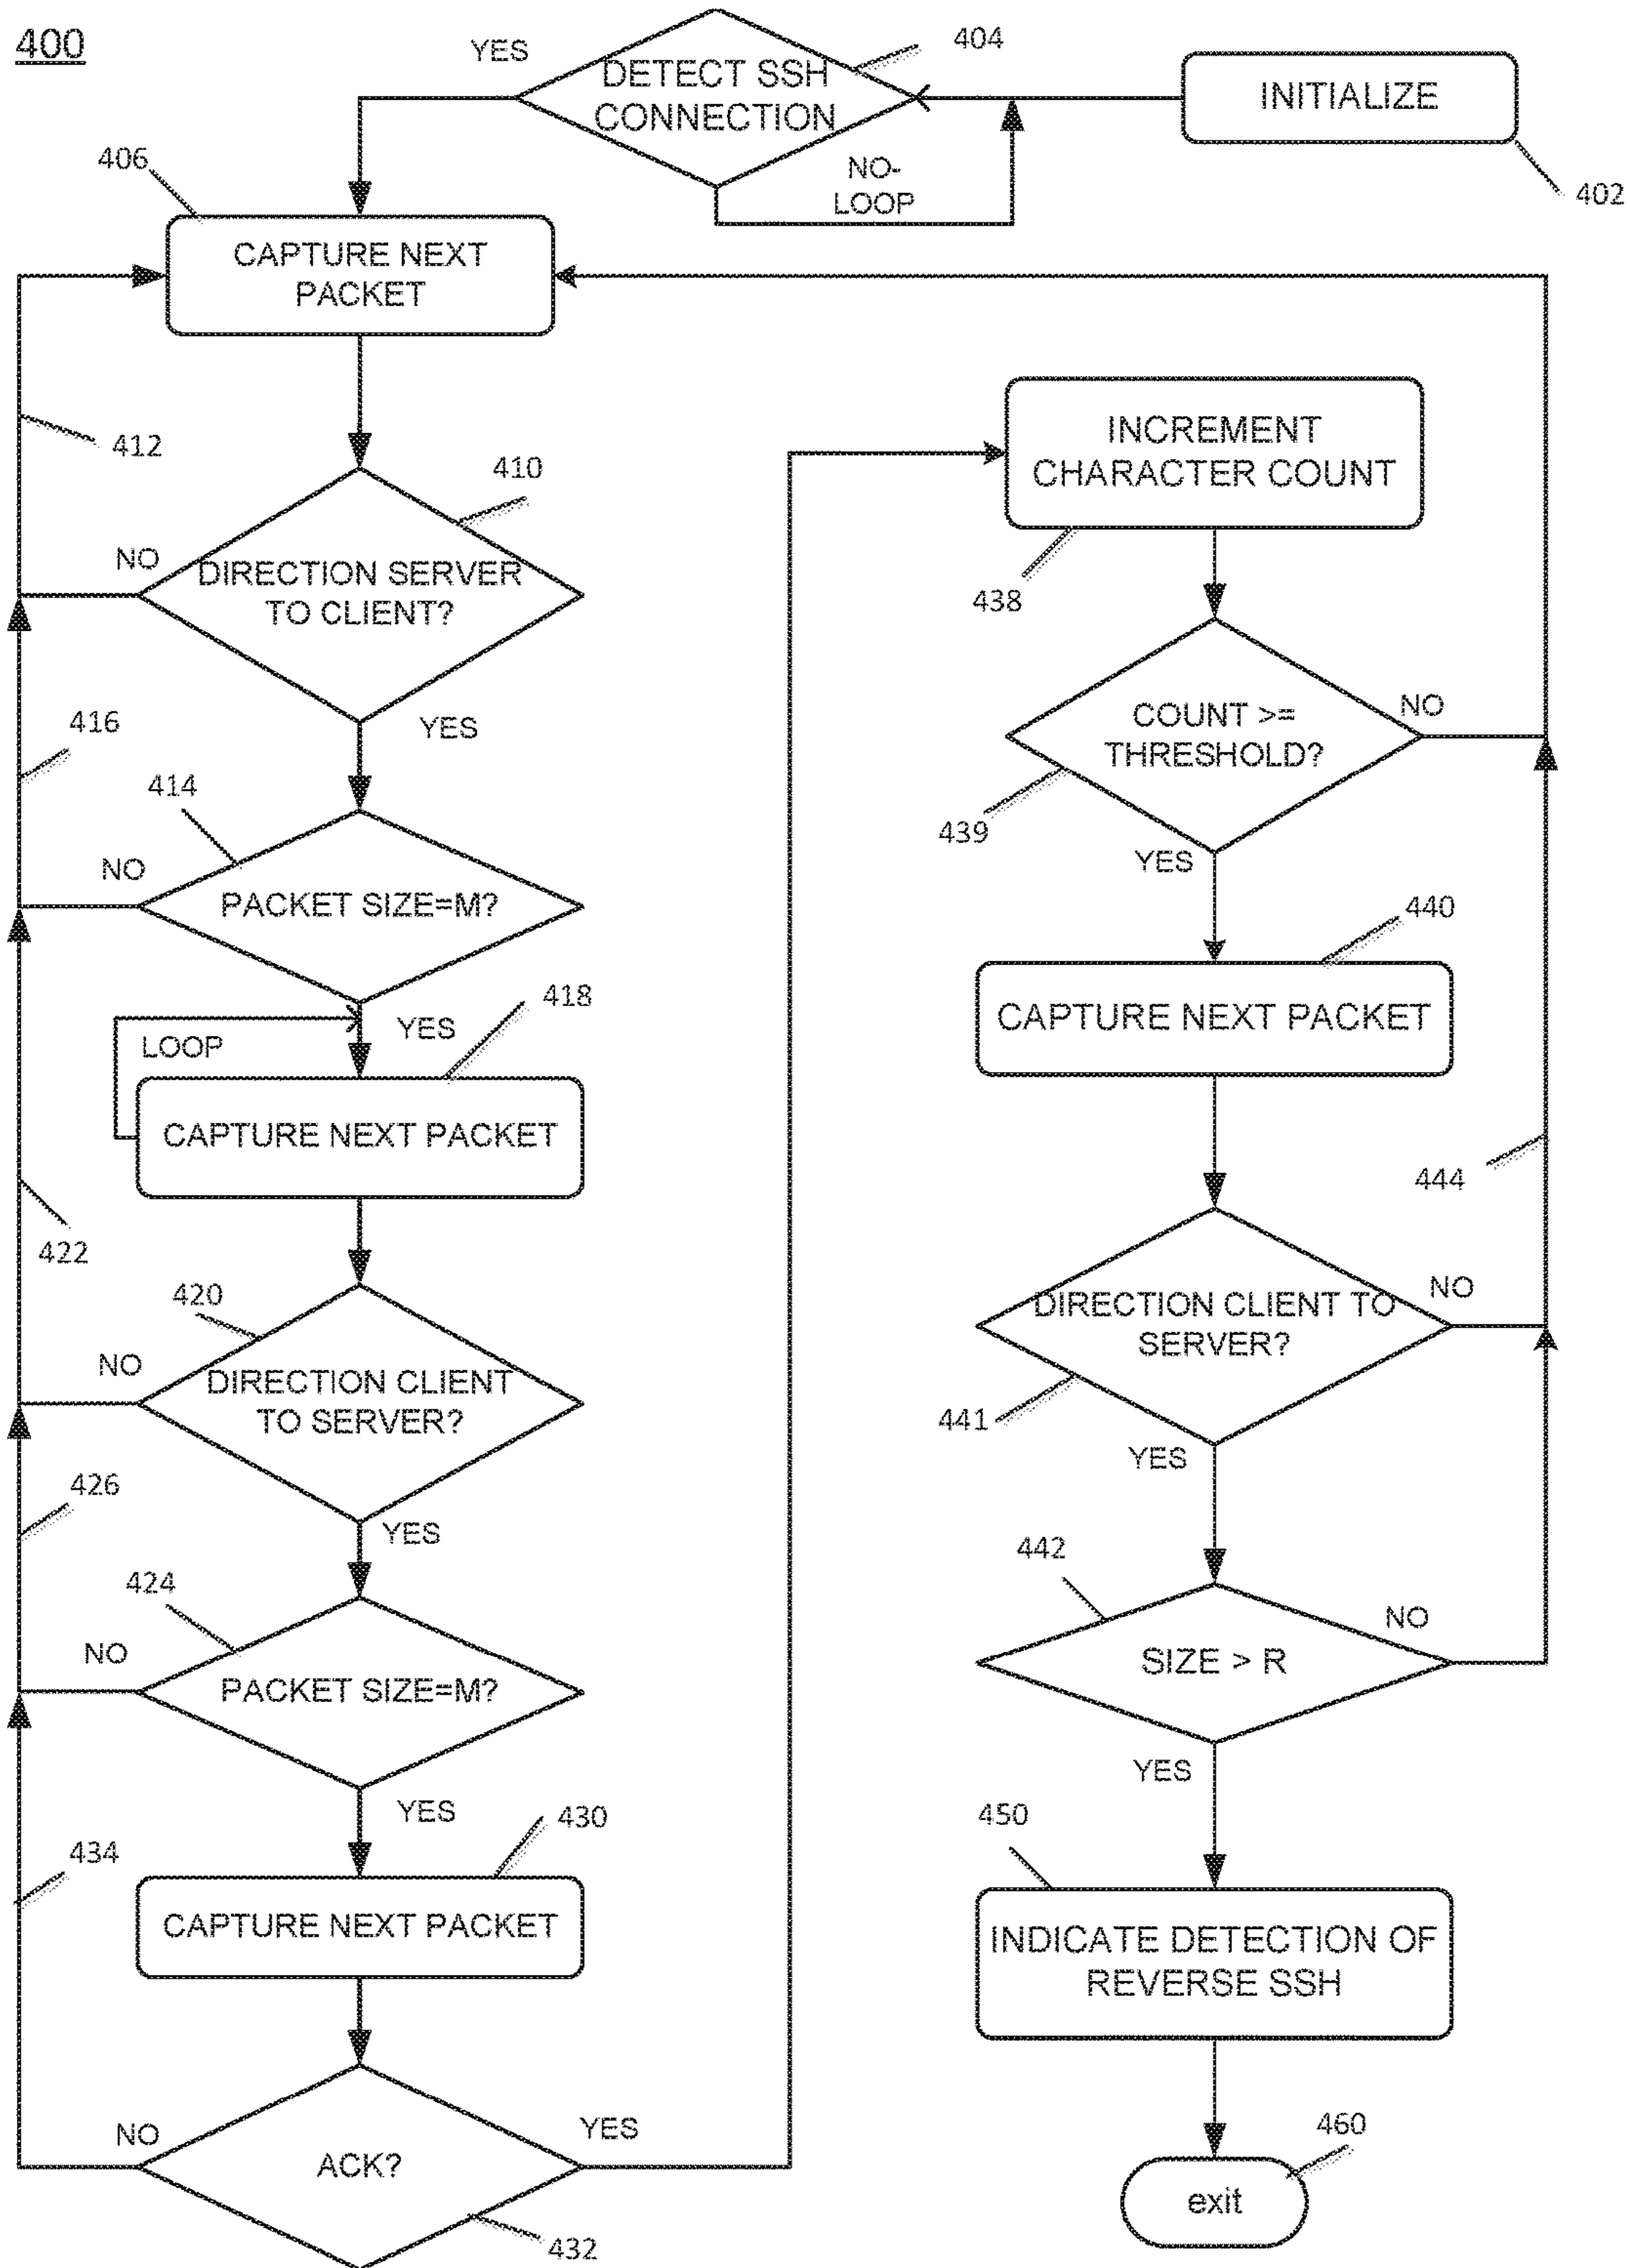 400
YES
DETECT SSH
CONNECTION
404
INITIALIZE
402
NO-
LOOP
406
CAPTURE NEXT
PACKET
412
410
NO
DIRECTION SERVER
TO CLIENT?
YES
416
414
NO
PACKET SIZE=M?
YES
418
LOOP
CAPTURE NEXT PACKET
422
420
NO
DIRECTION CLIENT
TO SERVER?
YES
426
424
NO
PACKET SIZE=M?
YES
430
434
CAPTURE NEXT PACKET
NO
ACK?
YES
432
INCREMENT
CHARACTER COUNT
438
COUNT >=
THRESHOLD?
NO
439
YES
440
CAPTURE NEXT PACKET
444
DIRECTION CLIENT TO
SERVER?
NO
441
YES
442
SIZE > R
NO
YES
450
INDICATE DETECTION OF
REVERSE SSH
460
exit